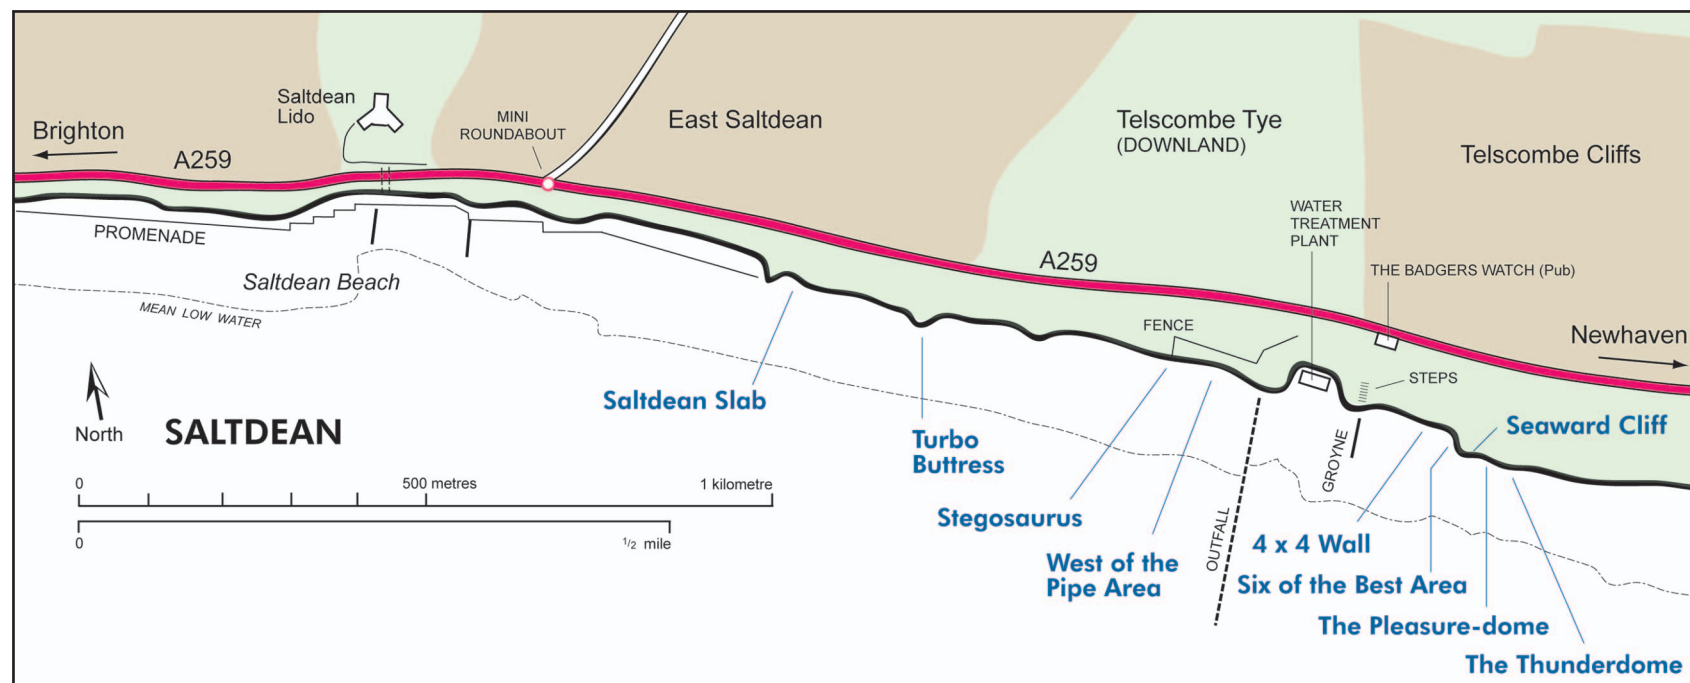 Saltdean
Lido
Brighton
A259
MINI
ROUNDABOUT
East Saltdean
Telscombe Tye
(DOWNLAND)
Telscombe Cliffs
PROMENADE
Saltdean Beach
MEAN LOW WATER
A259
WATER
TREATMENT
PLANT
THE BADGERS WATCH (Pub)
FENCE
Newhaven
STEPS
North
SALTDEAN
Saltdean Slab
Turbo
Buttress
Stegosaurus
West of the
Pipe Area
OUTFALL
GROYNE
Seaward Cliff
4 x 4 Wall
Six of the Best Area
The Pleasure-dome
The Thunderdome
0
500 metres
1 kilometre
0
1/2 mile